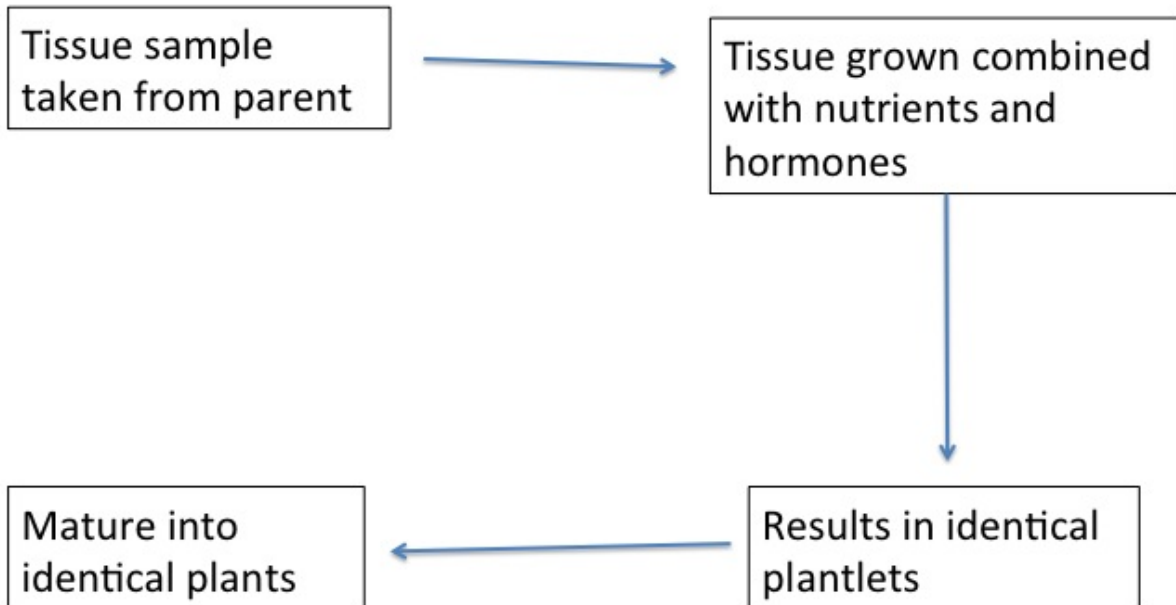 Tissue sample
taken from parent
Tissue grown combined
with nutrients and
hormones
Results in identical
plantlets
Mature into
identical plants